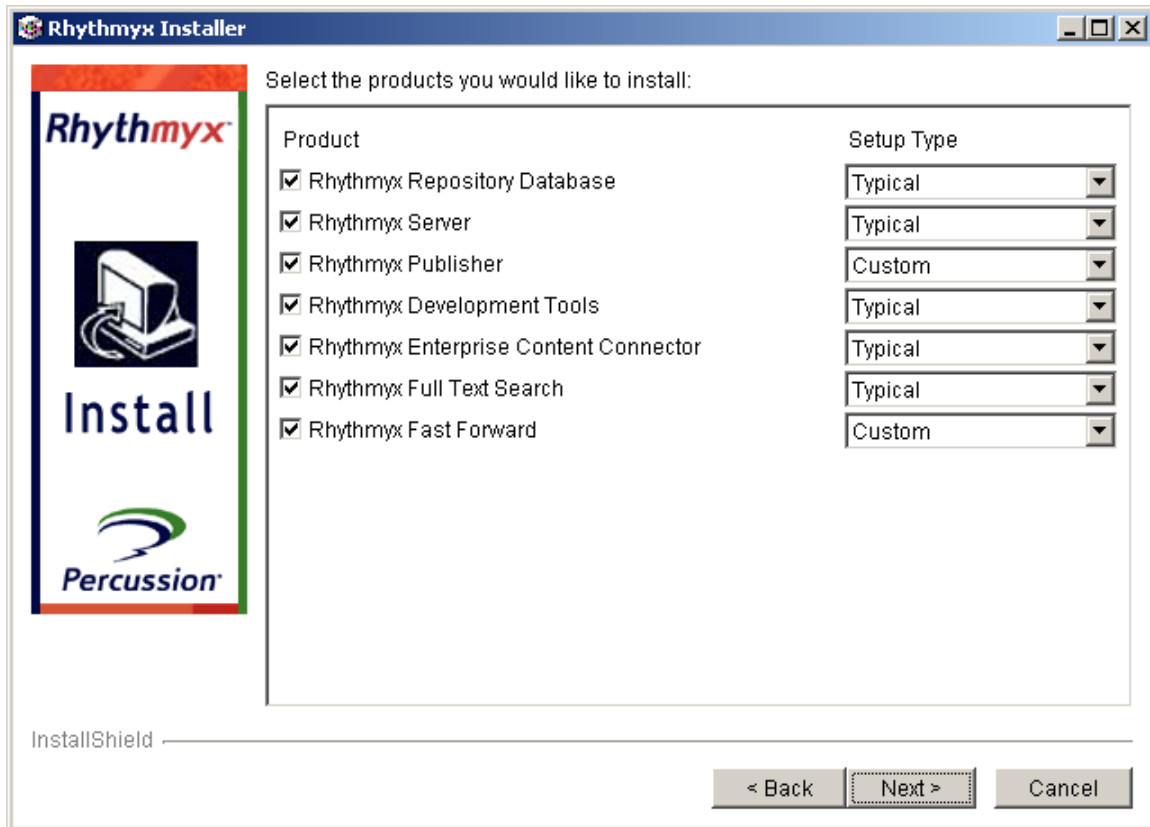 Rhythmyx Installer
Rhythmyx
Install
Percussion
Select the products you would like to install:
Product Setup Type
Rhythmyx Repository Database Typical
Rhythmyx Server Typical
Rhythmyx Publisher Custom
Rhythmyx Development Tools Typical
Rhythmyx Enterprise Content Connector Typical
Rhythmyx Full Text Search Typical
Rhythmyx Fast Forward Custom
InstallShield
< Back Next > Cancel